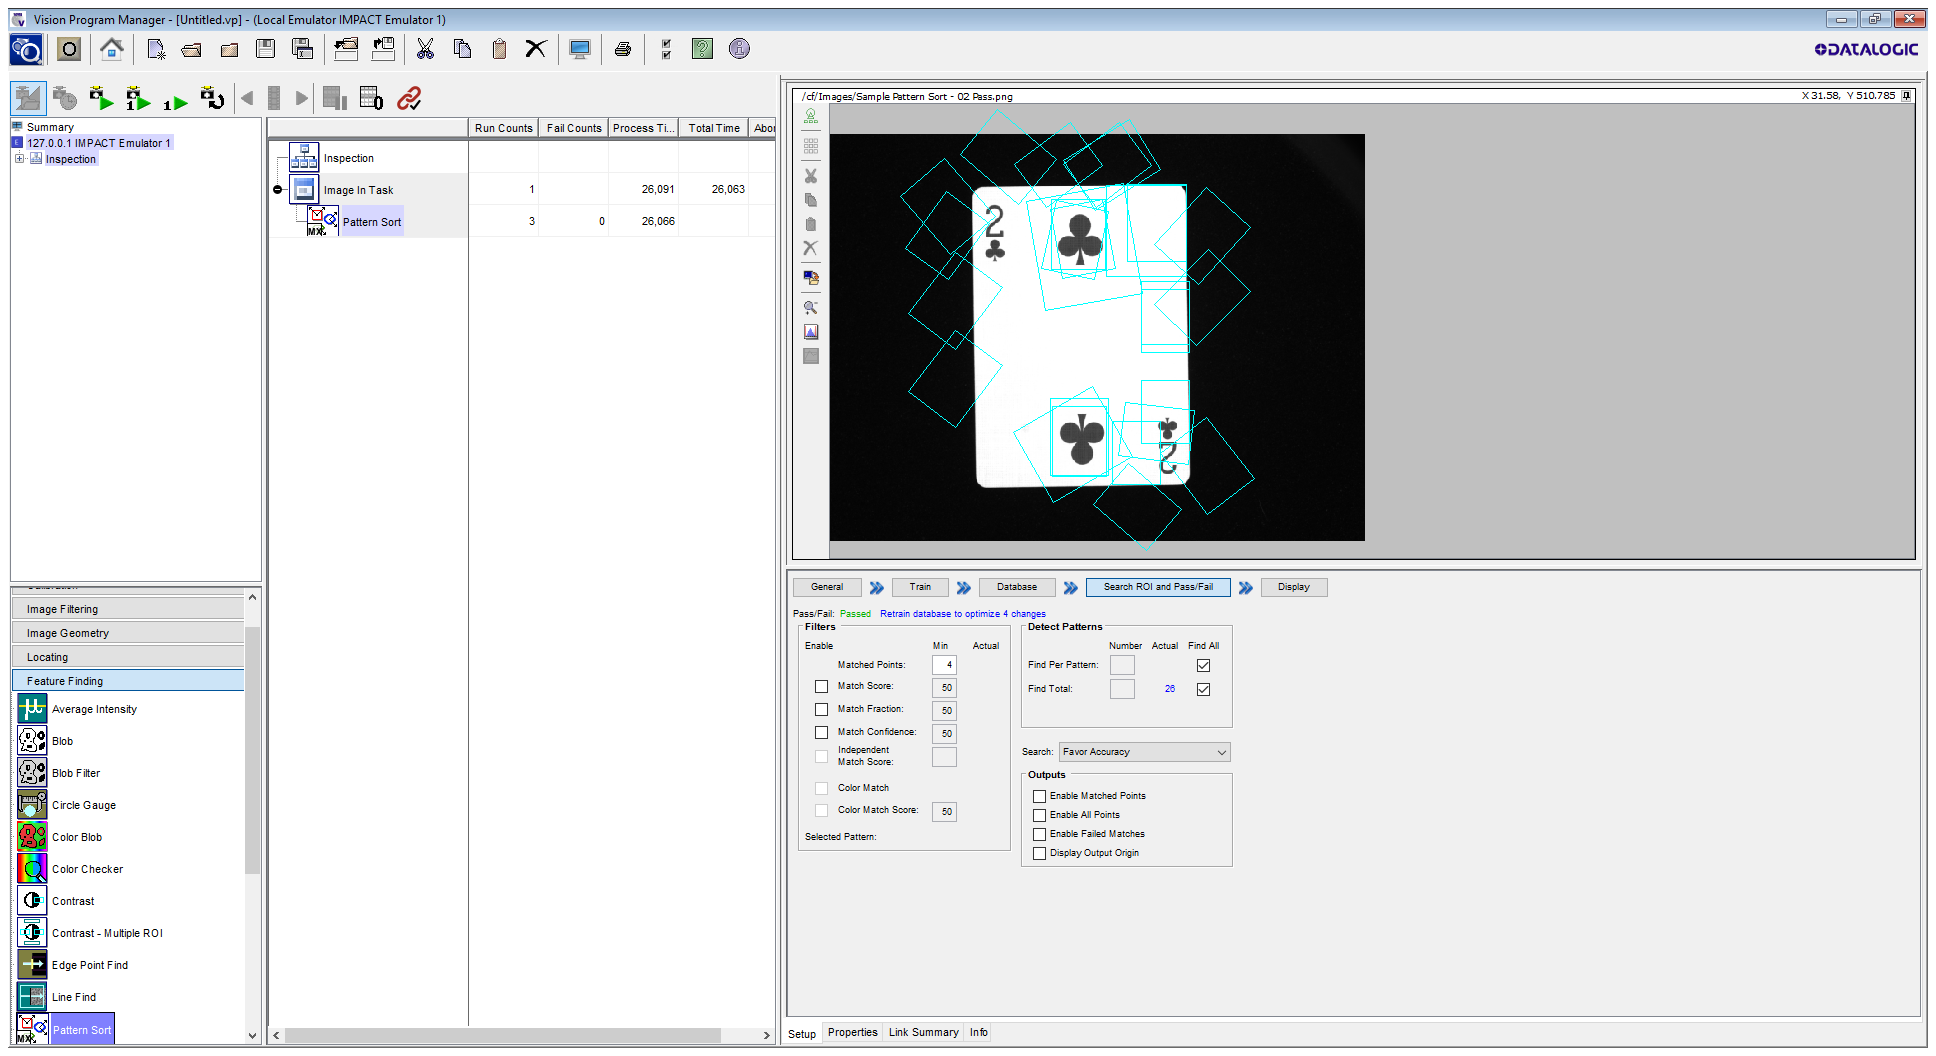 Vision Program Manager - [Untitled.vp] - (Local Emulator IMPACT Emulator 1)
DATALOGIC
Summary
127.0.0.1 IMPACT Emulator 1
Inspection
Run Counts Fail Counts Process Ti... Total Time Abor
Inspection
Image In Task 1 26,091 26,063
Pattern Sort 3 0 26,066
/cf/Images/Sample Pattern Sort - 02 Pass.png X 31.58, Y 510.785
2
2
Image Filtering
Image Geometry
Locating
Feature Finding
Average Intensity
Blob
Blob Filter
Circle Gauge
Color Blob
Color Checker
Contrast
Contrast - Multiple ROI
Edge Point Find
Line Find
Pattern Sort
General Train Database Search ROI and Pass/Fail Display
Pass/Fail: Passed Retrain database to optimize 4 changes
Filters
Enable Min Actual
Matched Points: 4
Match Score: 50
Match Fraction: 50
Match Confidence: 50
Independent
Match Score:
Color Match
Color Match Score: 50
Selected Pattern:
Detect Patterns
Number Actual Find All
Find Per Pattern:
Find Total: 26
Search: Favor Accuracy
Outputs
Enable Matched Points
Enable All Points
Enable Failed Matches
Display Output Origin
Setup Properties Link Summary Info